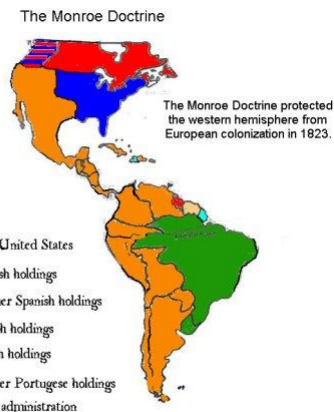 The Monroe Doctrine
The Monroe Doctrine protected
the western hemisphere from
European colonization in 1823.
United States
sh holdings
er Spanish holdings
h holdings
n holdings
er Portugese holdings
administration